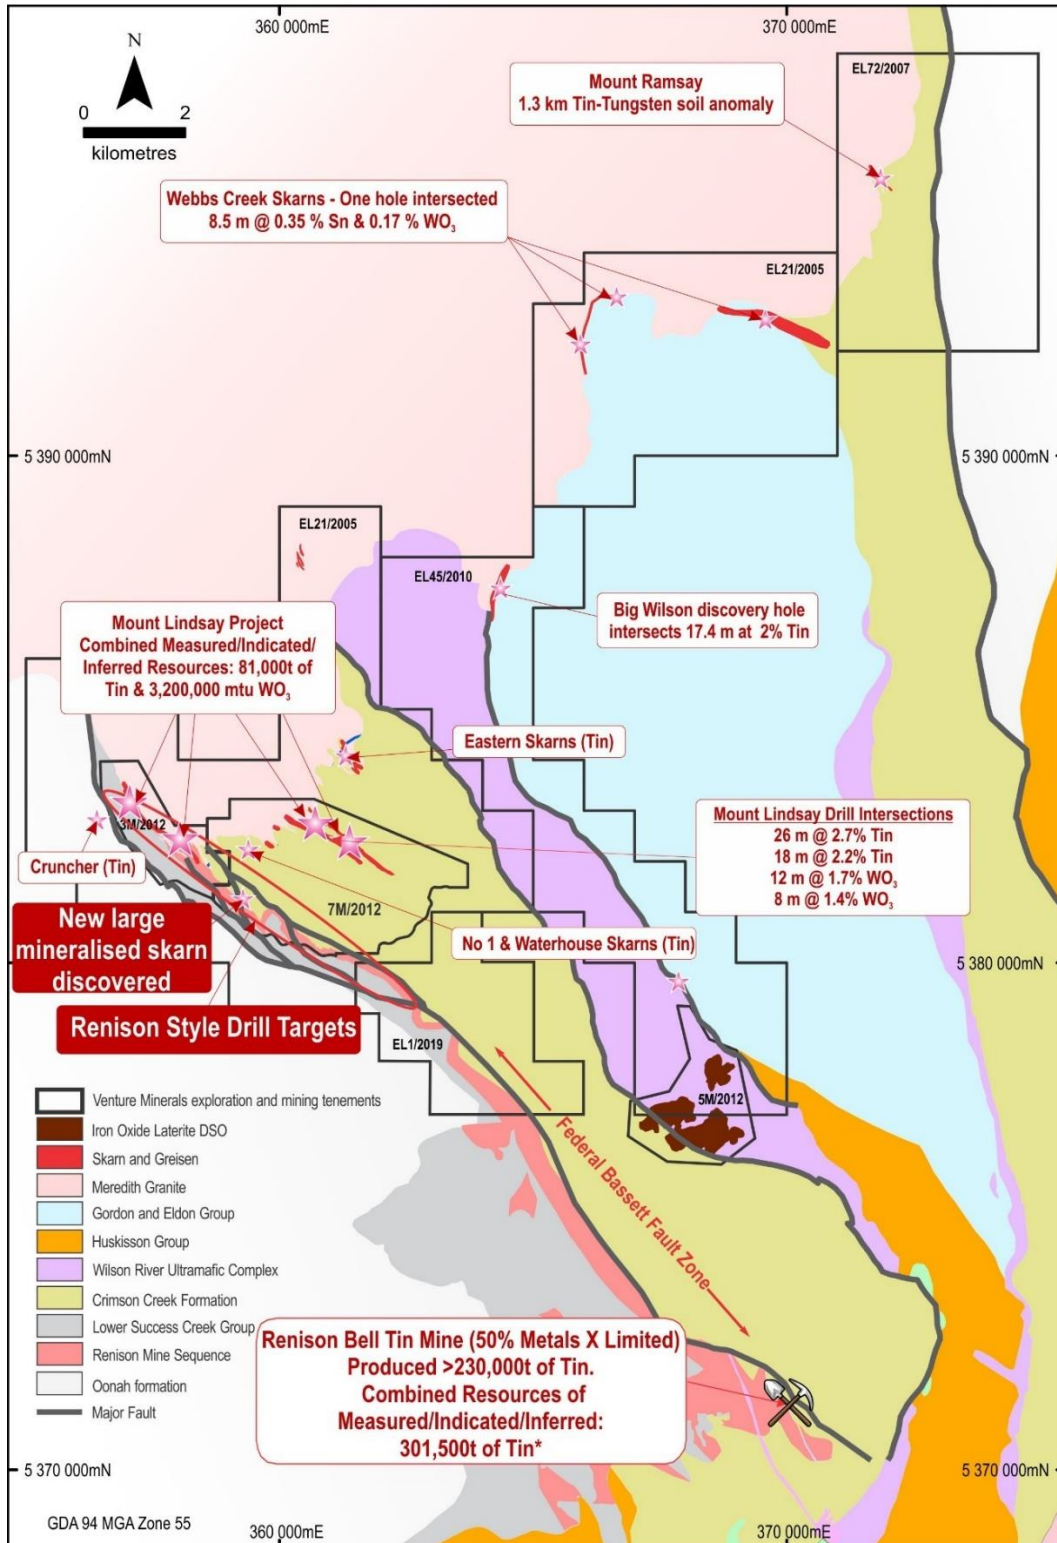 360 000mE
370 000mE
N
0 2
kilometres
Mount Ramsay
1.3 km Tin-Tungsten soil anomaly
EL72/2007
Webbs Creek Skarns - One hole intersected
8.5 m @ 0.35 % Sn & 0.17 % WO₃
EL21/2005
5 390 000mN
5 390 000mN
EL21/2005
EL45/2010
Big Wilson discovery hole
intersects 17.4 m at 2% Tin
Mount Lindsay Project
Combined Measured/Indicated/
Inferred Resources: 81,000t of
Tin & 3,200,000 mtu WO₃
Eastern Skarns (Tin)
3M/2012
Cruncher (Tin)
Mount Lindsay Drill Intersections
26 m @ 2.7% Tin
18 m @ 2.2% Tin
12 m @ 1.7% WO₃
8 m @ 1.4% WO₃
New large
mineralised skarn
discovered
7M/2012
No 1 & Waterhouse Skarns (Tin)
5 380 000mN
Renison Style Drill Targets
EL1/2019
5M/2012
Federal Bassett Fault Zone
Venture Minerals exploration and mining tenements
Iron Oxide Laterite DSO
Skarn and Greisen
Meredith Granite
Gordon and Eldon Group
Huskisson Group
Wilson River Ultramafic Complex
Crimson Creek Formation
Lower Success Creek Group
Renison Mine Sequence
Oonah formation
Major Fault
Renison Bell Tin Mine (50% Metals X Limited)
Produced >230,000t of Tin.
Combined Resources of
Measured/Indicated/Inferred:
301,500t of Tin*
5 370 000mN
5 370 000mN
GDA 94 MGA Zone 55
360 000mE
370 000mE